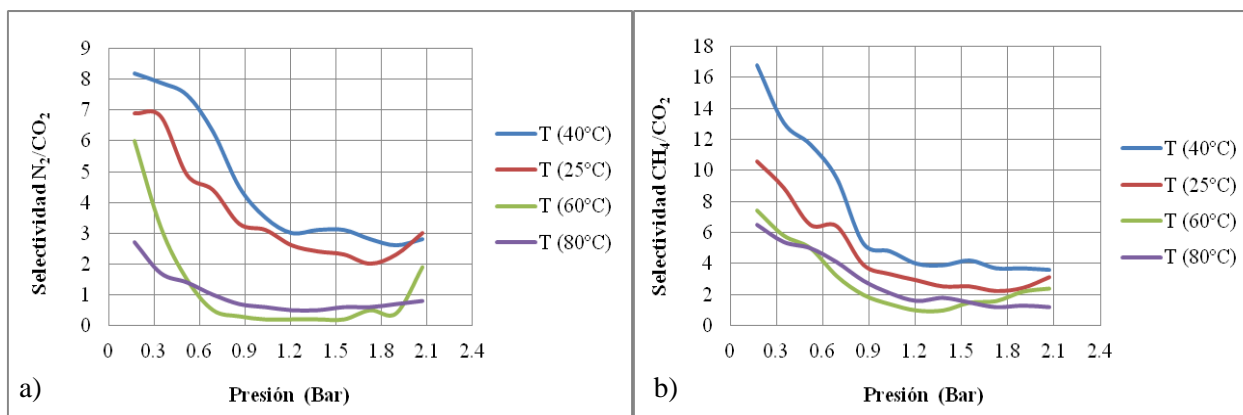 Selectividad N₂/CO₂
9
8
7
6
5
4
3
2
1
0
0 0.3 0.6 0.9 1.2 1.5 1.8 2.1 2.4
Presión (Bar)
T (40°C)
T (25°C)
T (60°C)
T (80°C)
a)
Selectividad CH₄/CO₂
18
16
14
12
10
8
6
4
2
0
0 0.3 0.6 0.9 1.2 1.5 1.8 2.1 2.4
Presión (Bar)
T (40°C)
T (25°C)
T (60°C)
T (80°C)
b)